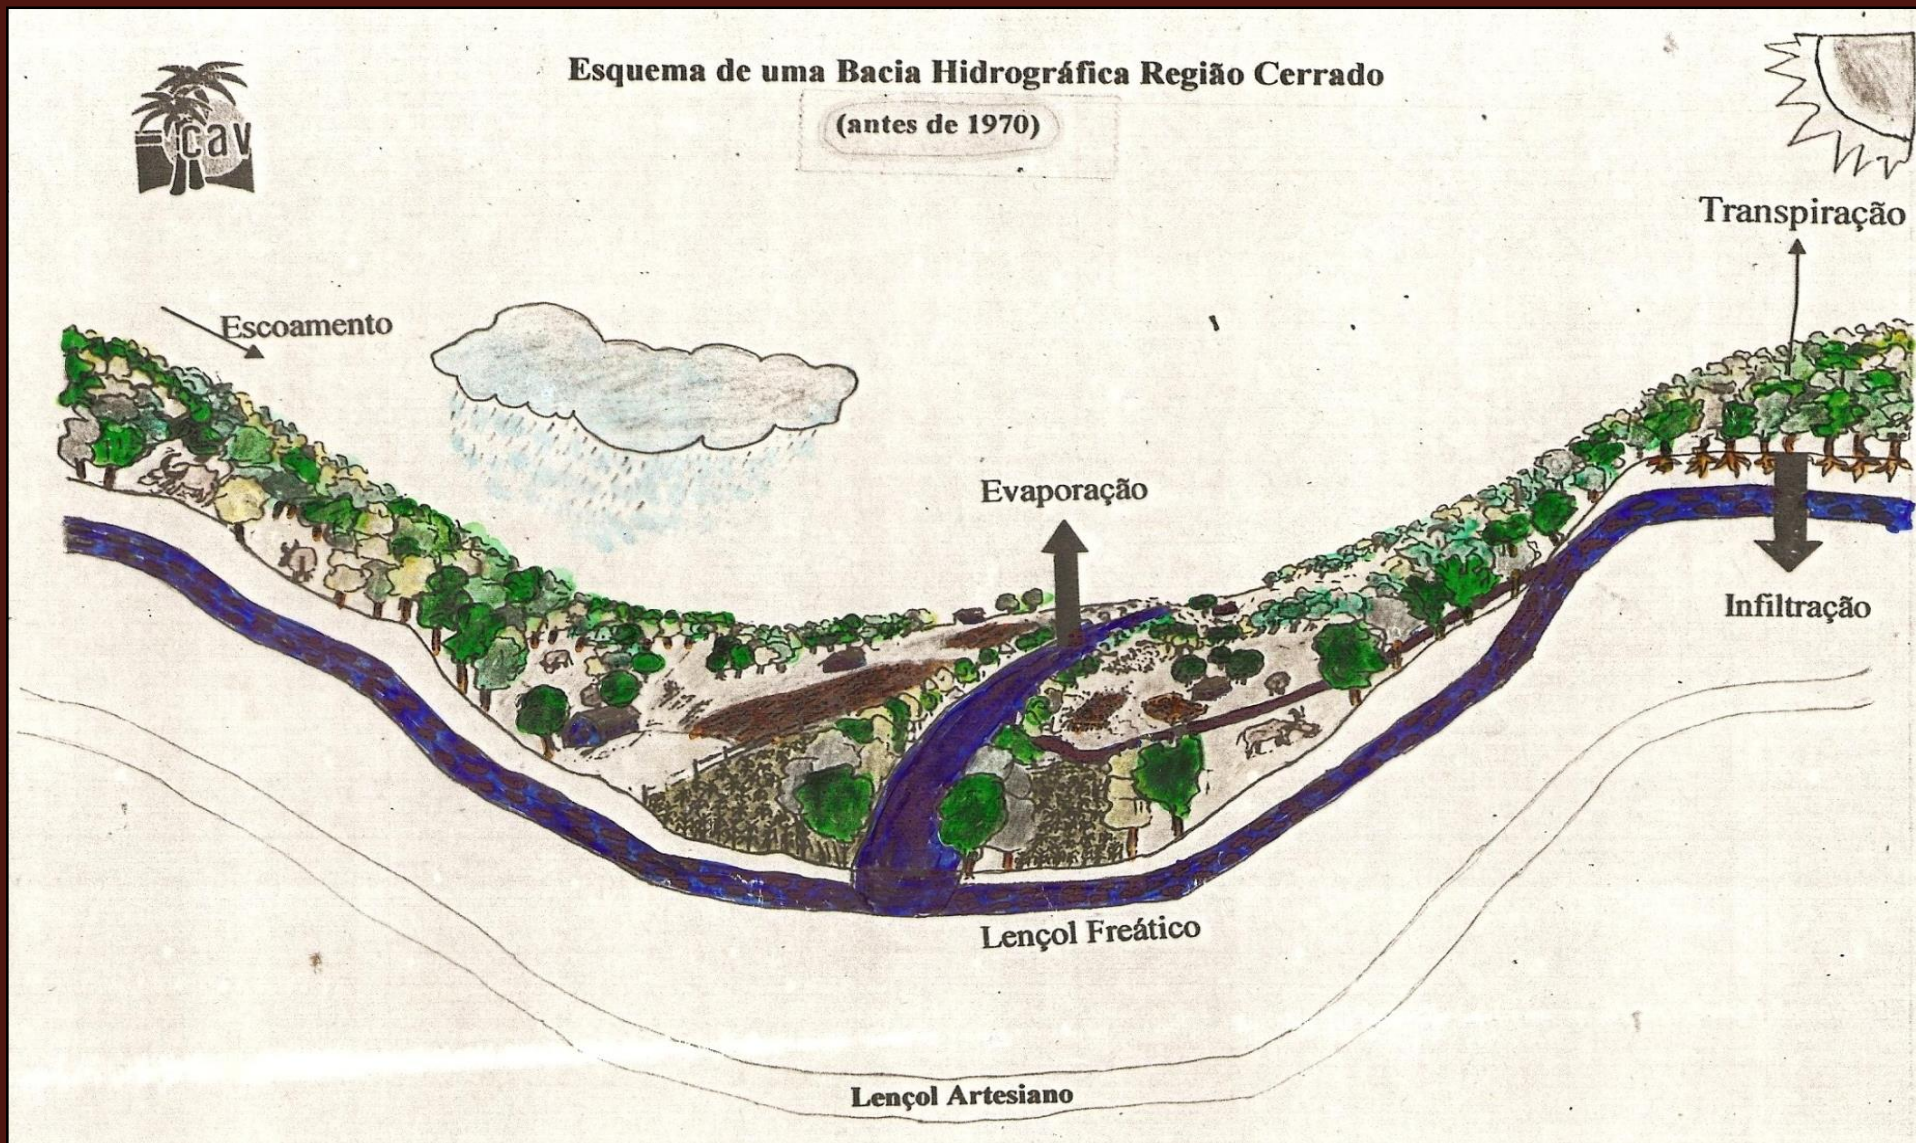 Esquema de uma Bacia Hidrográfica Região Cerrado
(antes de 1970)
cav
Transpiração
Escoamento
Evaporação
Infiltração
Lençol Freático
Lençol Artesiano